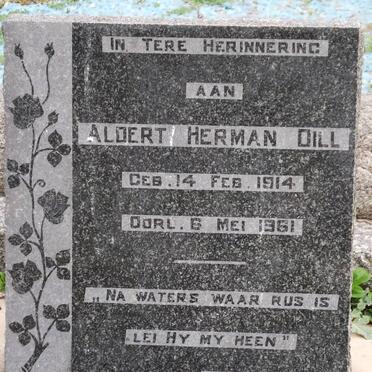 IN TERE HERINNERING
AAN
ALDERT HERMAN DILL
GEB. 14 FEB. 1914
OORL. 6 MEI 1961
„NA WATERS WAAR RUS IS
LEI HY MY HEEN"